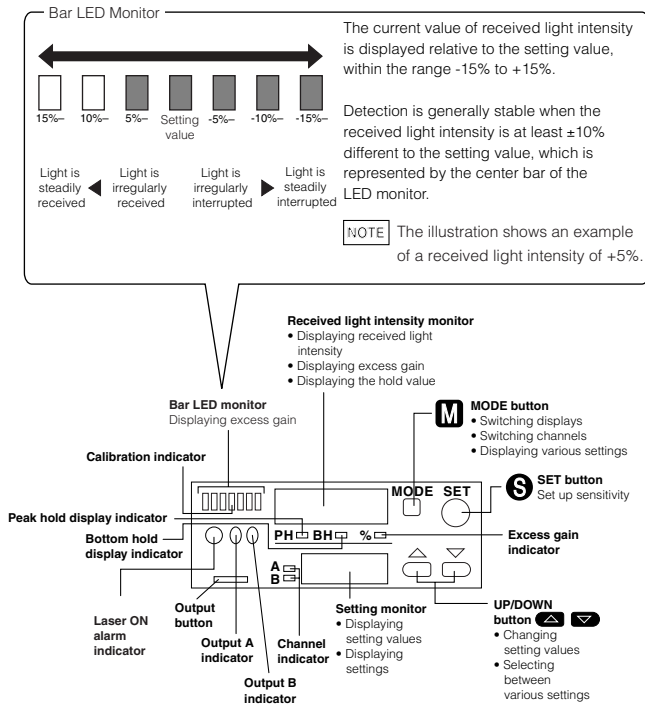 Bar LED Monitor
15%–
10%–
5%–
Setting
value
-5%–
-10%–
-15%–
Light is
steadily
received
Light is
irregularly
received
Light is
irregularly
interrupted
Light is
steadily
interrupted
The current value of received light intensity
is displayed relative to the setting value,
within the range -15% to +15%.
Detection is generally stable when the
received light intensity is at least ±10%
different to the setting value, which is
represented by the center bar of the
LED monitor.
NOTE The illustration shows an example
of a received light intensity of +5%.
Received light intensity monitor
• Displaying received light
intensity
• Displaying excess gain
• Displaying the hold value
Bar LED monitor
Displaying excess gain
M MODE button
• Switching displays
• Switching channels
• Displaying various settings
Calibration indicator
S SET button
Set up sensitivity
MODE SET
Peak hold display indicator
Bottom hold
display indicator
PH BH %
Excess gain
indicator
A
B
Laser ON
alarm
indicator
Output
button
Output A
indicator
Output B
indicator
Channel
indicator
Setting monitor
• Displaying
setting values
• Displaying
settings
UP/DOWN
button
• Changing
setting values
• Selecting
between
various settings